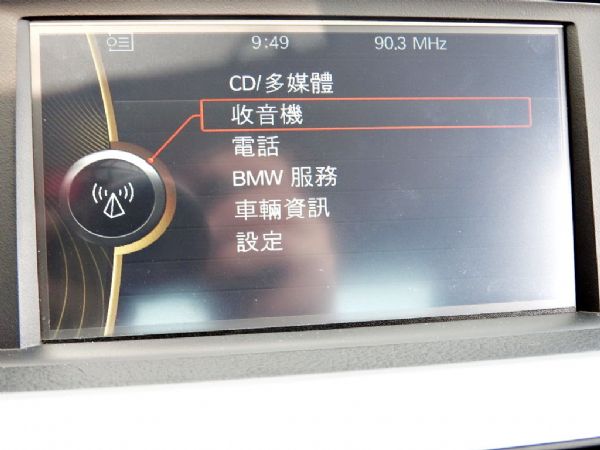 9:49 90.3 MHz
CD/多媒體
收音機
電話
BMW 服務
車輛資訊
設定